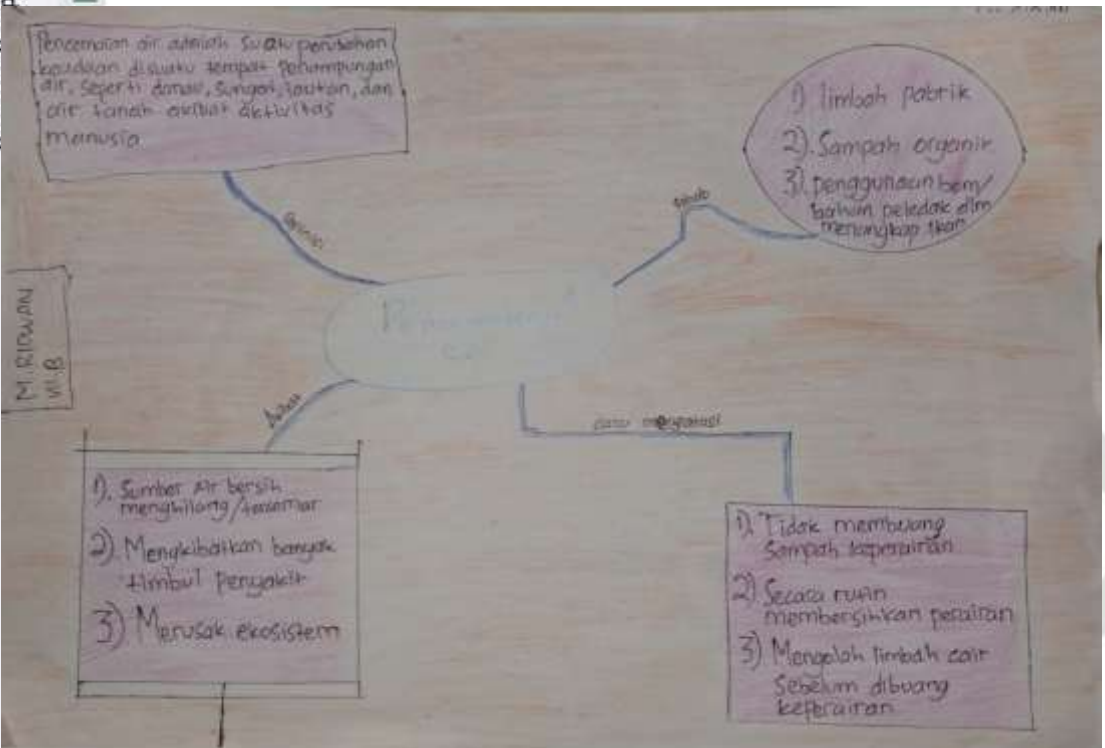 Pencemaran air adalah suatu perubahan
keadaan disuatu tempat penampungan
air, seperti danau, sungai, lautan, dan
air tanah akibat aktivitas
manusia
1) limbah pabrik
2). Sampah organik
3). penggunaan bom/
bahan peledak dlm
menangkap ikan
M. RIDWAN
VII.B
Akibat
cara mengatasi
1). Sumber air bersih
menghilang/tercemar
2). Mengkibatkan banyak
timbul penyakit
3) Merusak ekosistem
1). Tidak membuang
Sampah keperairan
2) Secara rutin
membersihkan perairan
3) Mengolah limbah cair
Sebelum dibuang
keperairan